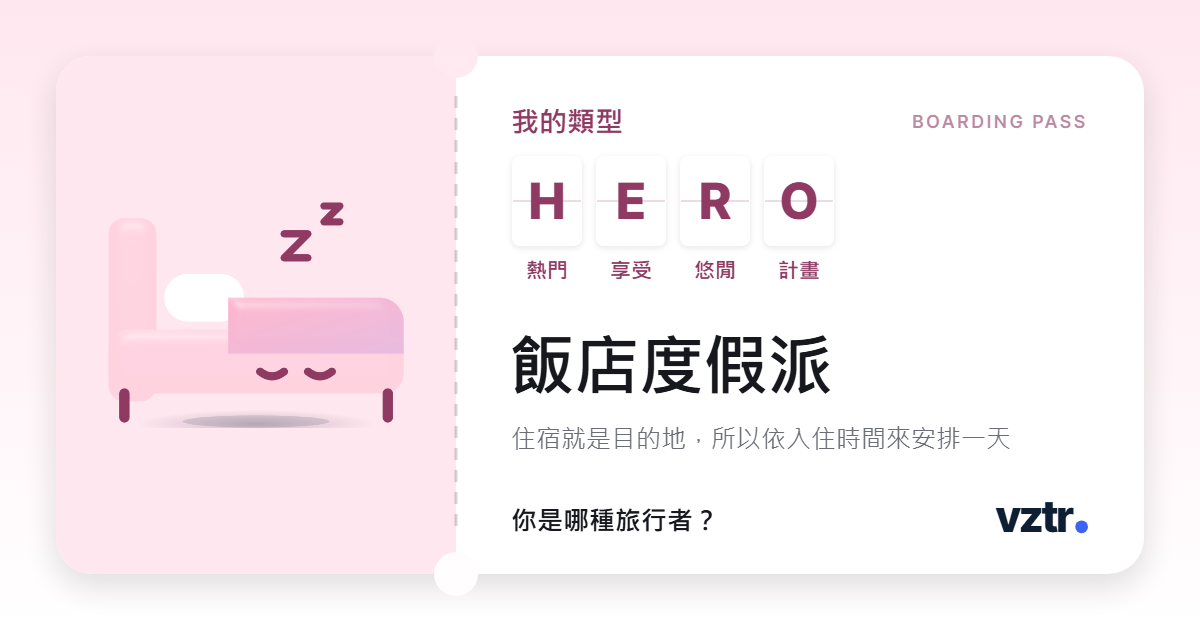 zz
我的類型
BOARDING PASS
H E R O
熱門 享受 悠閒 計畫
飯店度假派
住宿就是目的地，所以依入住時間來安排一天
你是哪種旅行者？
vztr.